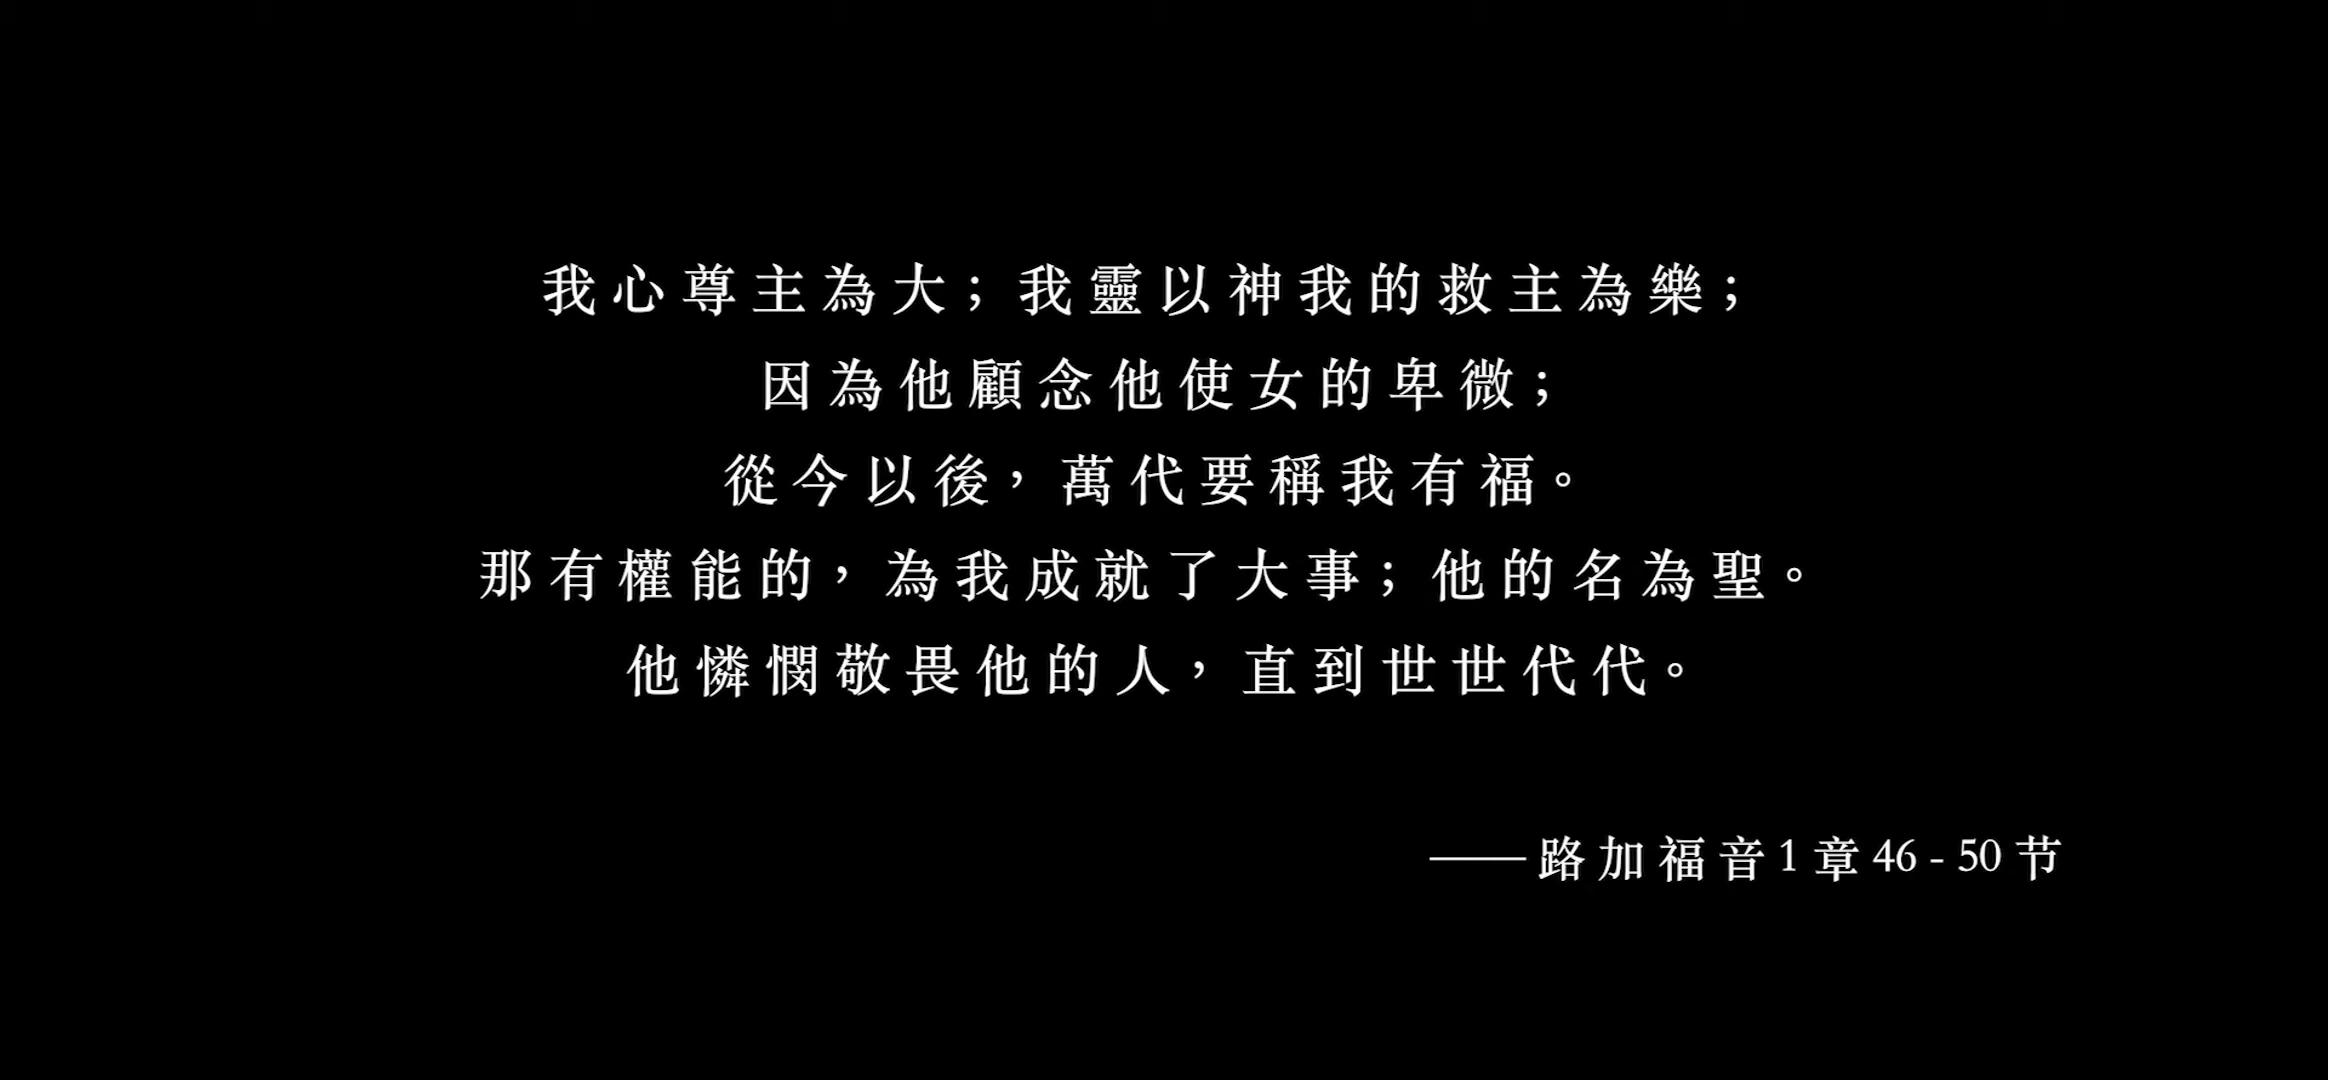 我心尊主為大；我靈以神我的救主為樂；
因為他顧念他使女的卑微；
從今以後，萬代要稱我有福。
那有權能的，為我成就了大事；他的名為聖。
他憐憫敬畏他的人，直到世世代代。
——路加福音1章46-50节